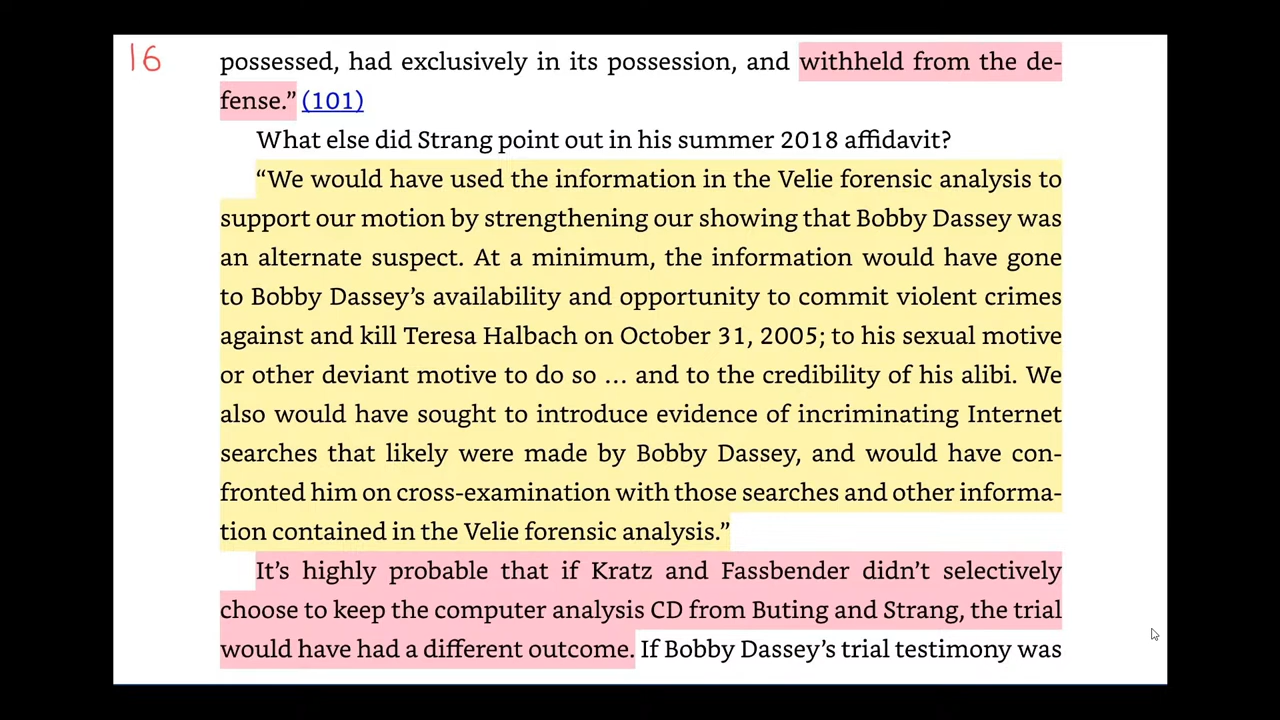 16
possessed, had exclusively in its possession, and withheld from the de-
fense.” (101)
What else did Strang point out in his summer 2018 affidavit?
“We would have used the information in the Velie forensic analysis to
support our motion by strengthening our showing that Bobby Dassey was
an alternate suspect. At a minimum, the information would have gone
to Bobby Dassey’s availability and opportunity to commit violent crimes
against and kill Teresa Halbach on October 31, 2005; to his sexual motive
or other deviant motive to do so … and to the credibility of his alibi. We
also would have sought to introduce evidence of incriminating Internet
searches that likely were made by Bobby Dassey, and would have con-
fronted him on cross-examination with those searches and other informa-
tion contained in the Velie forensic analysis.”
It’s highly probable that if Kratz and Fassbender didn’t selectively
choose to keep the computer analysis CD from Buting and Strang, the trial
would have had a different outcome. If Bobby Dassey’s trial testimony was